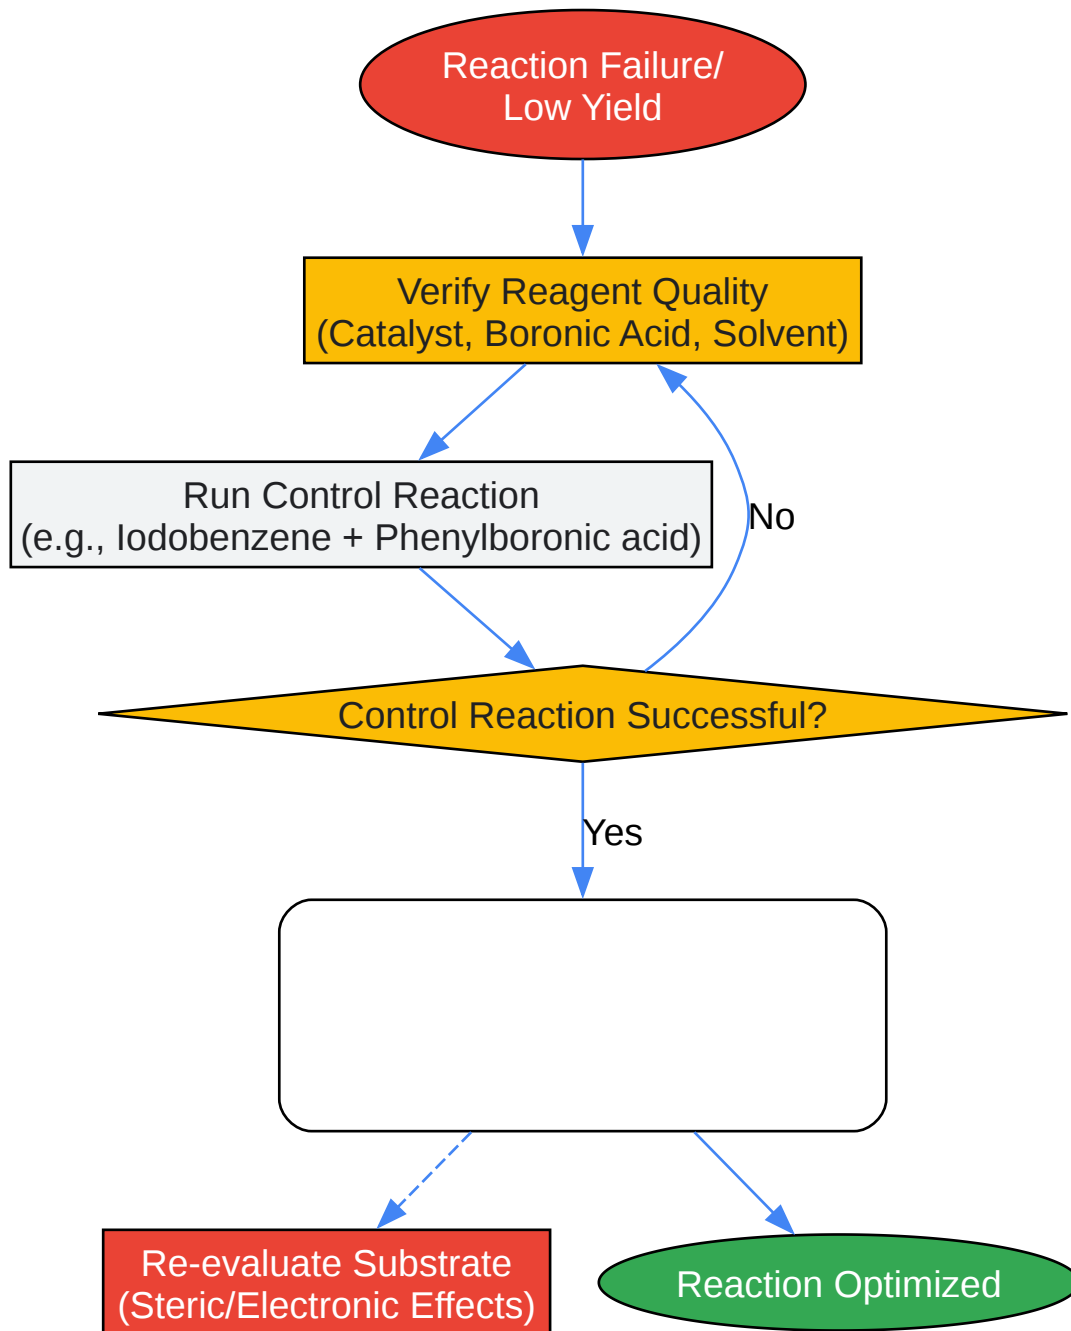 Reaction Failure/
Low Yield
Verify Reagent Quality
(Catalyst, Boronic Acid, Solvent)
Run Control Reaction
(e.g., Iodobenzene + Phenylboronic acid)
No
Control Reaction Successful?
Yes
Re-evaluate Substrate
(Steric/Electronic Effects)
Reaction Optimized